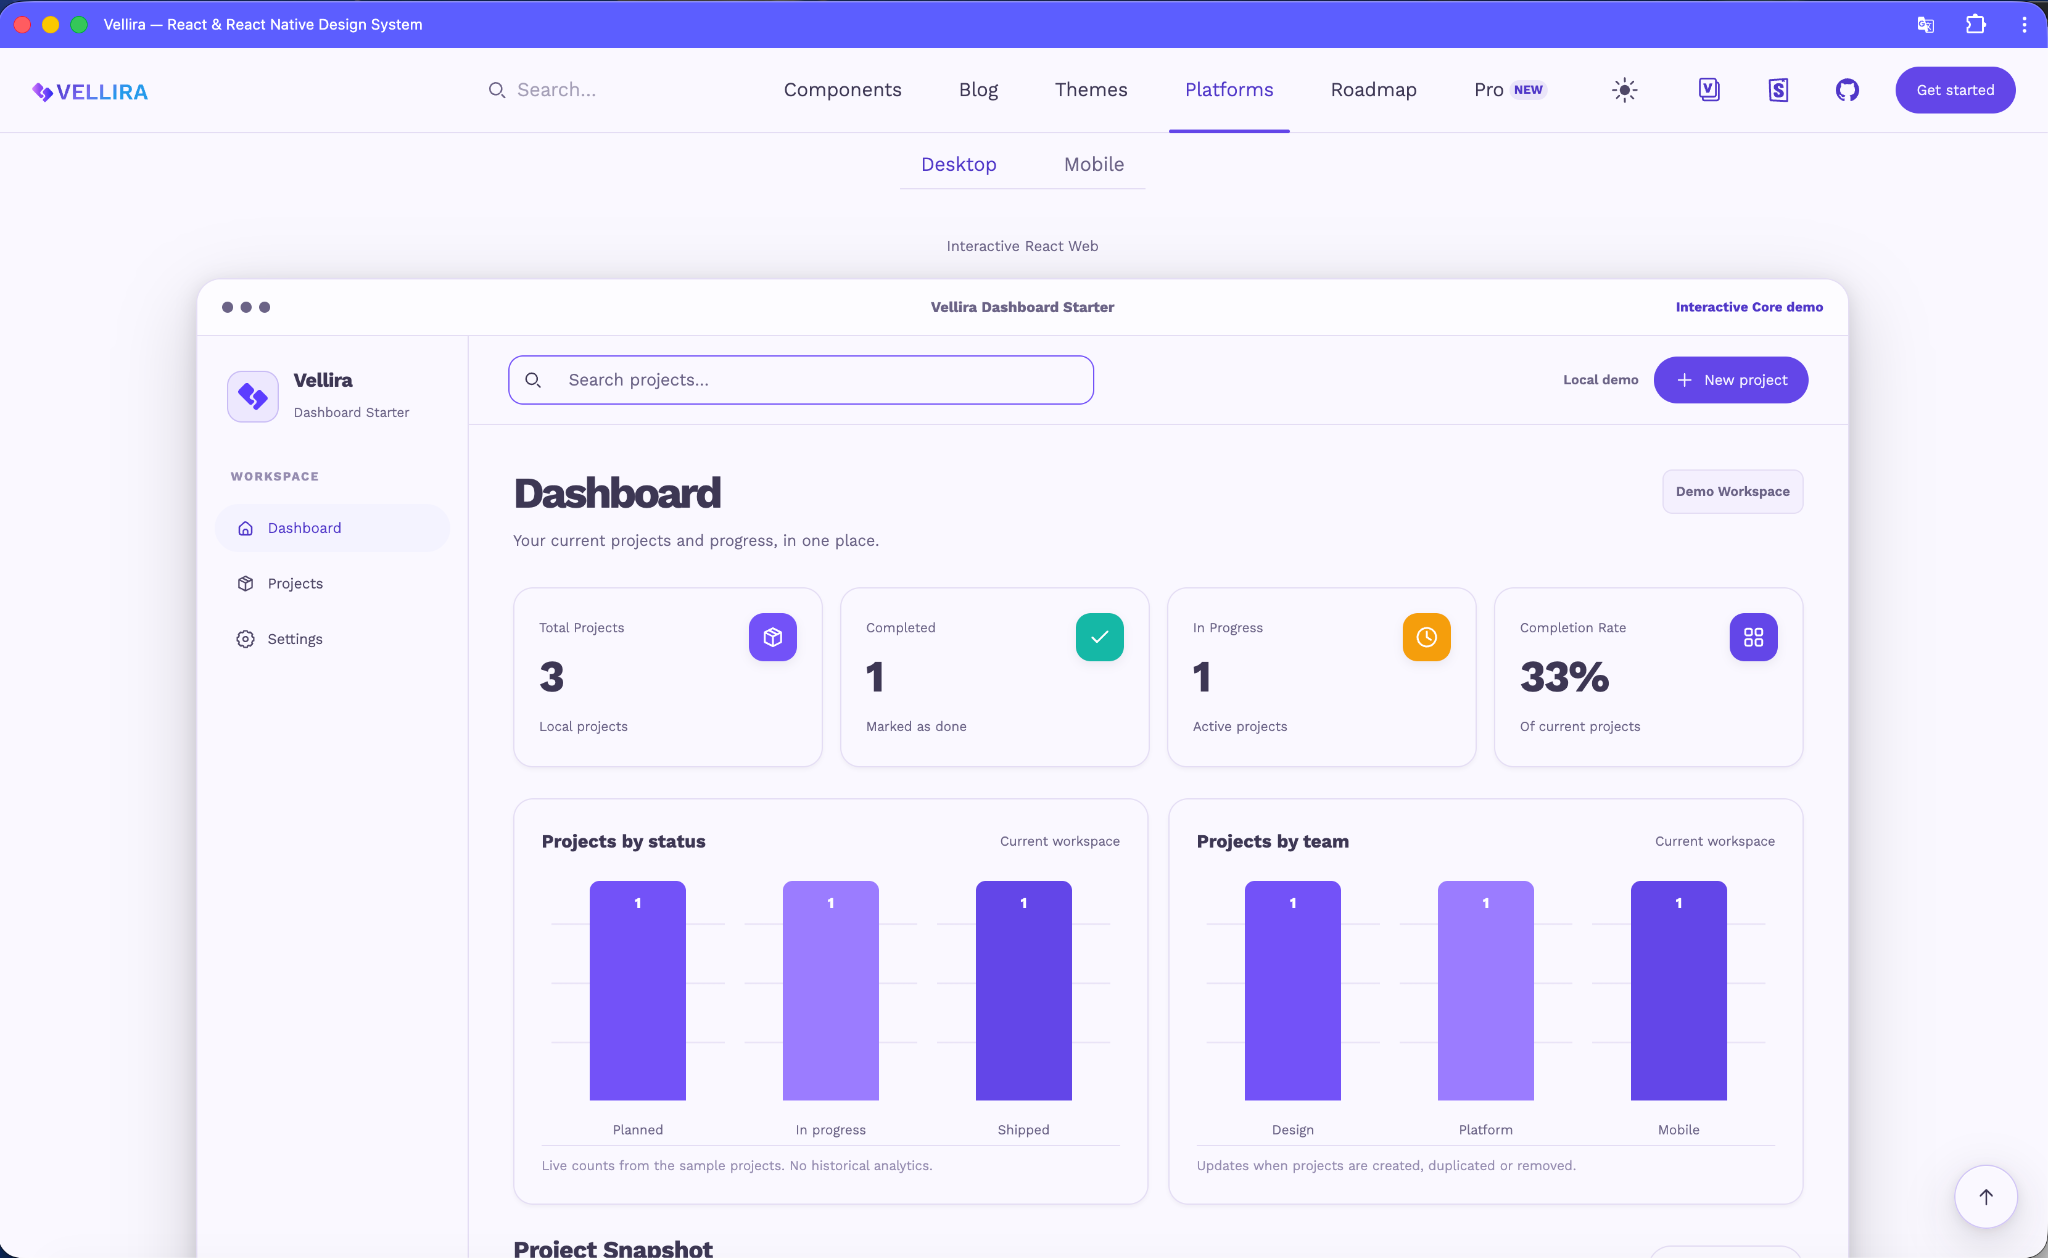 Vellira — React & React Native Design System
VELLIRA
Search...
Components
Blog
Themes
Platforms
Roadmap
Pro NEW
Get started
Desktop
Mobile
Interactive React Web
Vellira Dashboard Starter
Interactive Core demo
Vellira
Dashboard Starter
Search projects...
Local demo
New project
WORKSPACE
Dashboard
Projects
Settings
Dashboard
Demo Workspace
Your current projects and progress, in one place.
Total Projects
3
Local projects
Completed
1
Marked as done
In Progress
1
Active projects
Completion Rate
33%
Of current projects
Projects by status
Current workspace
1
1
1
Planned
In progress
Shipped
Live counts from the sample projects. No historical analytics.
Projects by team
Current workspace
1
1
1
Design
Platform
Mobile
Updates when projects are created, duplicated or removed.
Project Snapshot